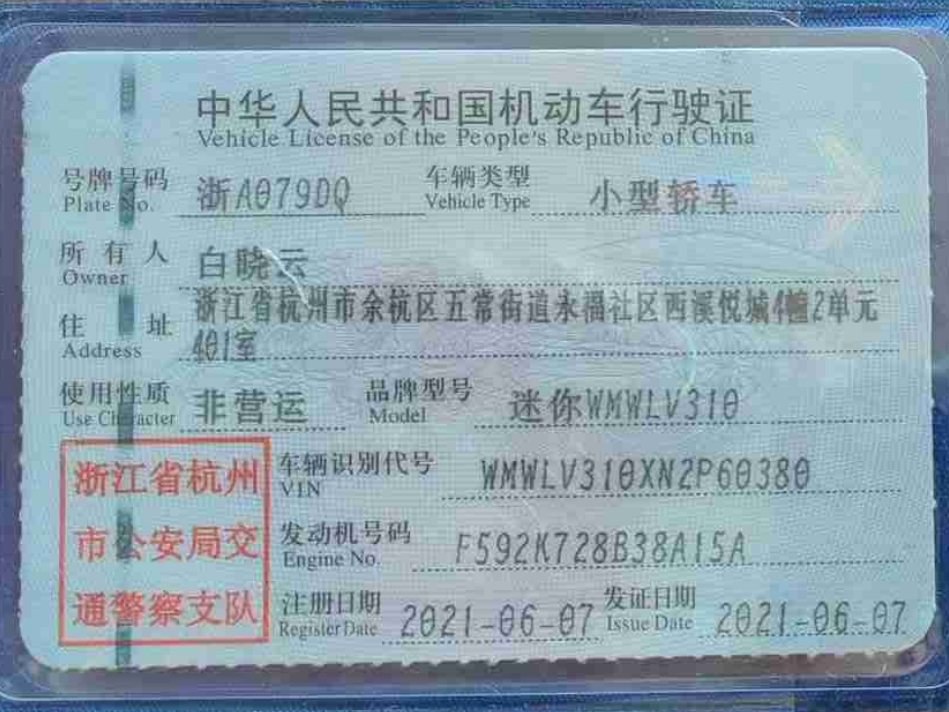 中华人民共和国机动车行驶证
Vehicle License of the People's Republic of China
号牌号码 浙A079DQ 车辆类型 小型轿车
Plate No. Vehicle Type
所有人 白晓云
Owner
浙江省杭州市余杭区五常街道永福社区西溪悦城4幢2单元
住址 401室
Address
使用性质 非营运 品牌型号 迷你WMWLV310
Use Character Model
浙江省杭州 车辆识别代号 WMWLV310XN2P60380
VIN
市公安局交 发动机号码 F592K728B38A15A
Engine No.
通警察支队 注册日期 2021-06-07 发证日期 2021-06-07
Register Date Issue Date